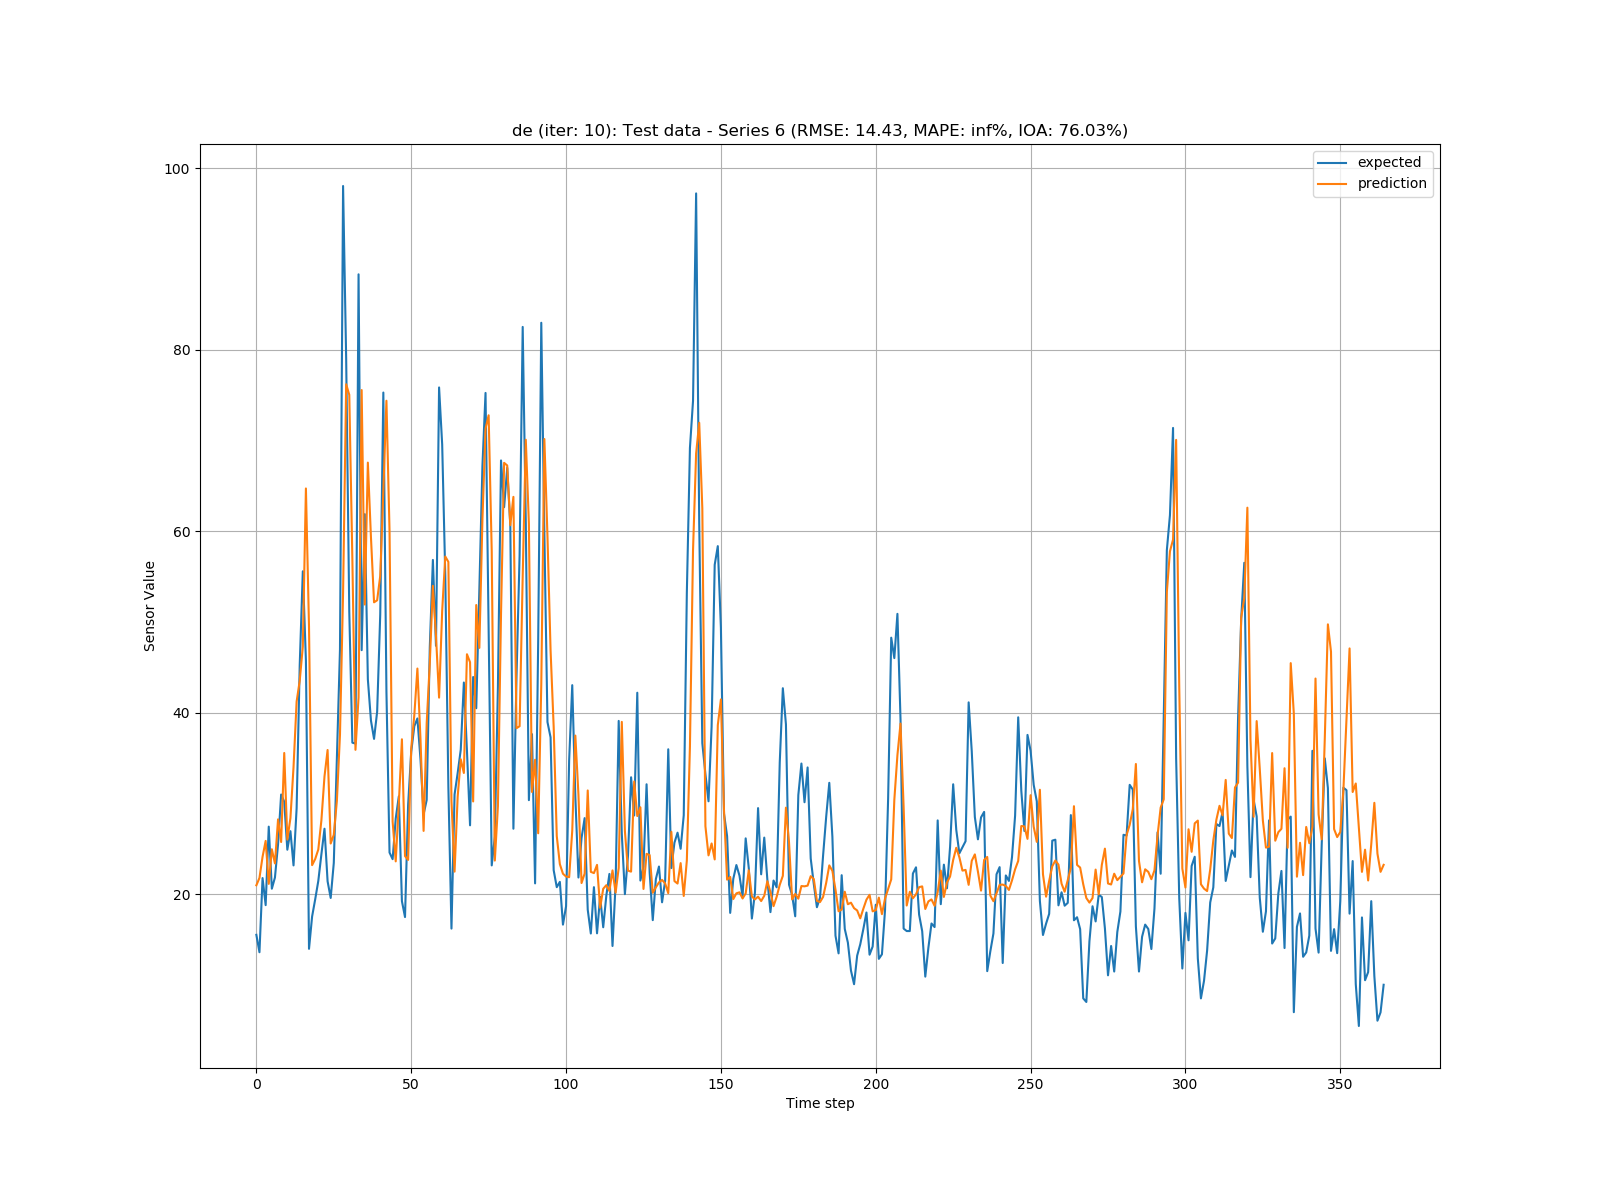 de (iter: 10): Test data - Series 6 (RMSE: 14.43, MAPE: inf%, IOA: 76.03%)
expected
prediction
100
80
60
40
20
Sensor Value
0 50 100 150 200 250 300 350
Time step